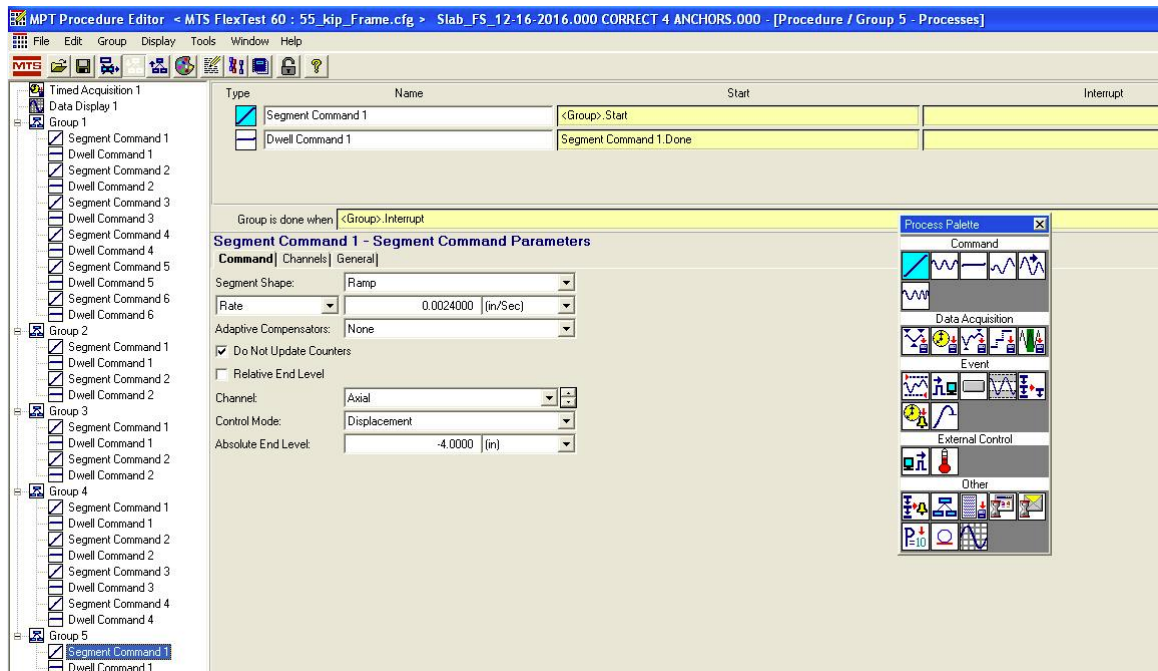 MPT Procedure Editor < MTS FlexTest 60 : 55_kip_Frame.cfg > Slab_FS_12-16-2016.000 CORRECT 4 ANCHORS.000 - [Procedure / Group 5 - Processes]
File Edit Group Display Tools Window Help
MTS
Timed Acquisition 1
Data Display 1
Group 1
Segment Command 1
Dwell Command 1
Segment Command 2
Dwell Command 2
Segment Command 3
Dwell Command 3
Segment Command 4
Dwell Command 4
Segment Command 5
Dwell Command 5
Segment Command 6
Dwell Command 6
Group 2
Segment Command 1
Dwell Command 1
Segment Command 2
Dwell Command 2
Group 3
Segment Command 1
Dwell Command 1
Segment Command 2
Dwell Command 2
Group 4
Segment Command 1
Dwell Command 1
Segment Command 2
Dwell Command 2
Segment Command 3
Dwell Command 3
Segment Command 4
Dwell Command 4
Group 5
Segment Command 1
Dwell Command 1
Type Name Start Interrupt
Segment Command 1 <Group>.Start
Dwell Command 1 Segment Command 1.Done
Group is done when <Group>.Interrupt
Segment Command 1 - Segment Command Parameters
Command Channels General
Segment Shape: Ramp
Rate 0.0024000 (in/Sec)
Adaptive Compensators: None
Do Not Update Counters
Relative End Level
Channel: Axial
Control Mode: Displacement
Absolute End Level: -4.0000 (in)
Process Palette
Command
Data Acquisition
Event
External Control
Other
P=10